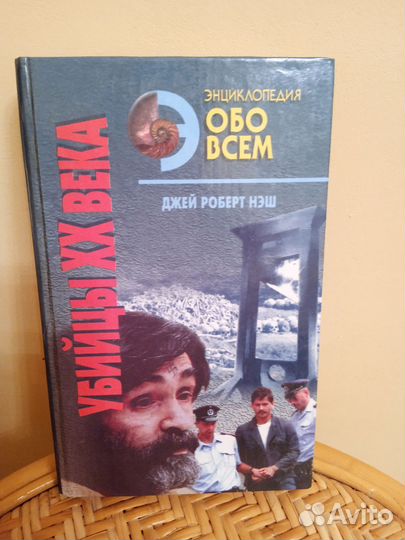 ЭНЦИКЛОПЕДИЯ
ОБО
ВСЕМ
ДЖЕЙ РОБЕРТ НЭШ
УБИЙЦЫ XX ВЕКА
Avito